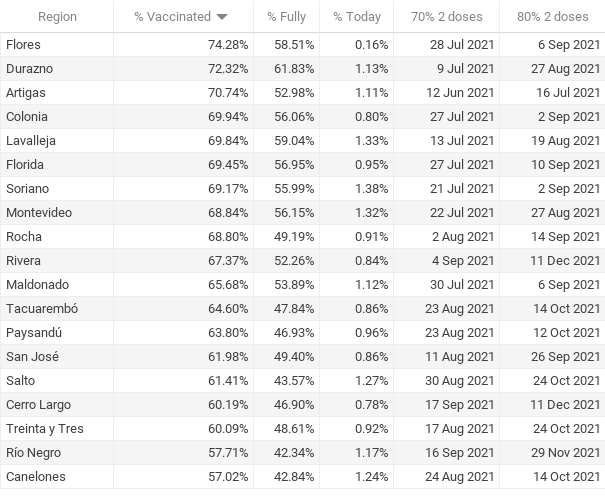 Region % Vaccinated % Fully % Today 70% 2 doses 80% 2 doses
Flores 74.28% 58.51% 0.16% 28 Jul 2021 6 Sep 2021
Durazno 72.32% 61.83% 1.13% 9 Jul 2021 27 Aug 2021
Artigas 70.74% 52.98% 1.11% 12 Jun 2021 16 Jul 2021
Colonia 69.94% 56.06% 0.80% 27 Jul 2021 2 Sep 2021
Lavalleja 69.84% 59.04% 1.33% 13 Jul 2021 19 Aug 2021
Florida 69.45% 56.95% 0.95% 27 Jul 2021 10 Sep 2021
Soriano 69.17% 55.99% 1.38% 21 Jul 2021 2 Sep 2021
Montevideo 68.84% 56.15% 1.32% 22 Jul 2021 27 Aug 2021
Rocha 68.80% 49.19% 0.91% 2 Aug 2021 14 Sep 2021
Rivera 67.37% 52.26% 0.84% 4 Sep 2021 11 Dec 2021
Maldonado 65.68% 53.89% 1.12% 30 Jul 2021 6 Sep 2021
Tacuarembó 64.60% 47.84% 0.86% 23 Aug 2021 14 Oct 2021
Paysandú 63.80% 46.93% 0.96% 23 Aug 2021 12 Oct 2021
San José 61.98% 49.40% 0.86% 11 Aug 2021 26 Sep 2021
Salto 61.41% 43.57% 1.27% 30 Aug 2021 24 Oct 2021
Cerro Largo 60.19% 46.90% 0.78% 17 Sep 2021 11 Dec 2021
Treinta y Tres 60.09% 48.61% 0.92% 17 Aug 2021 24 Oct 2021
Río Negro 57.71% 42.34% 1.17% 16 Sep 2021 29 Nov 2021
Canelones 57.02% 42.84% 1.24% 24 Aug 2021 14 Oct 2021